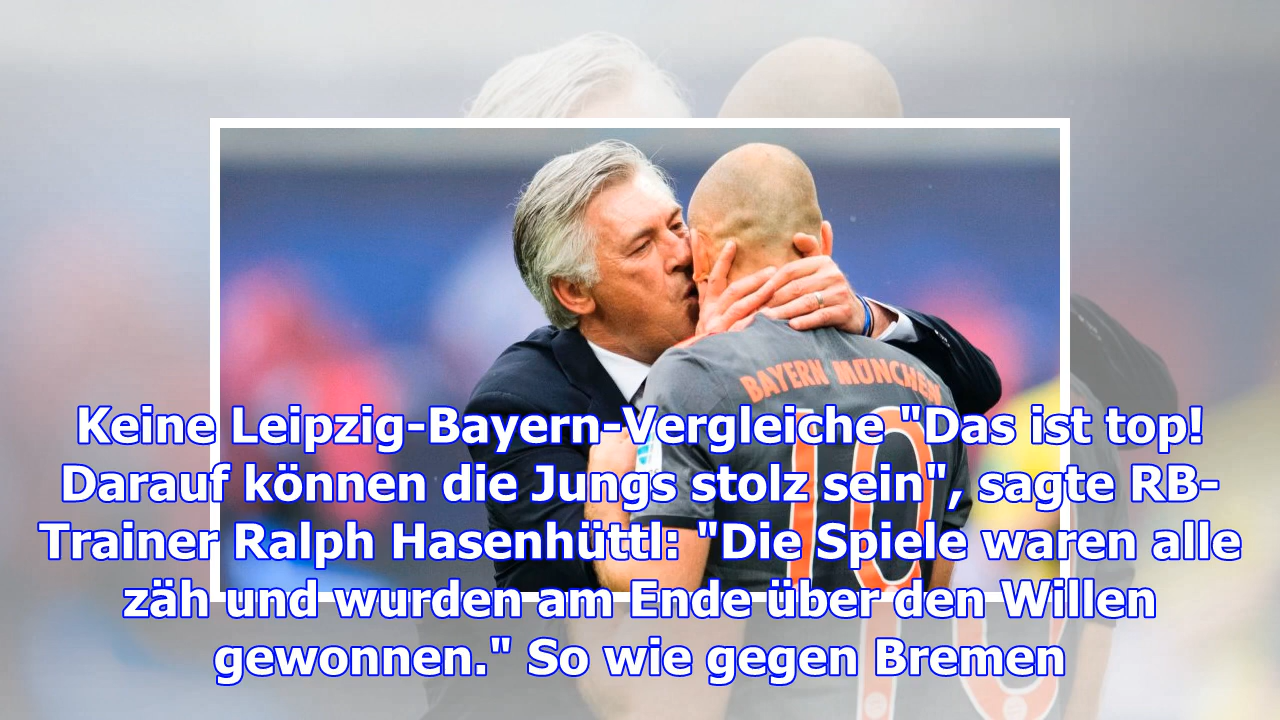 BAYERN MÜNCHEN
10
Keine Leipzig-Bayern-Vergleiche "Das ist top!
Darauf können die Jungs stolz sein", sagte RB-
Trainer Ralph Hasenhüttl: "Die Spiele waren alle
zäh und wurden am Ende über den Willen
gewonnen." So wie gegen Bremen